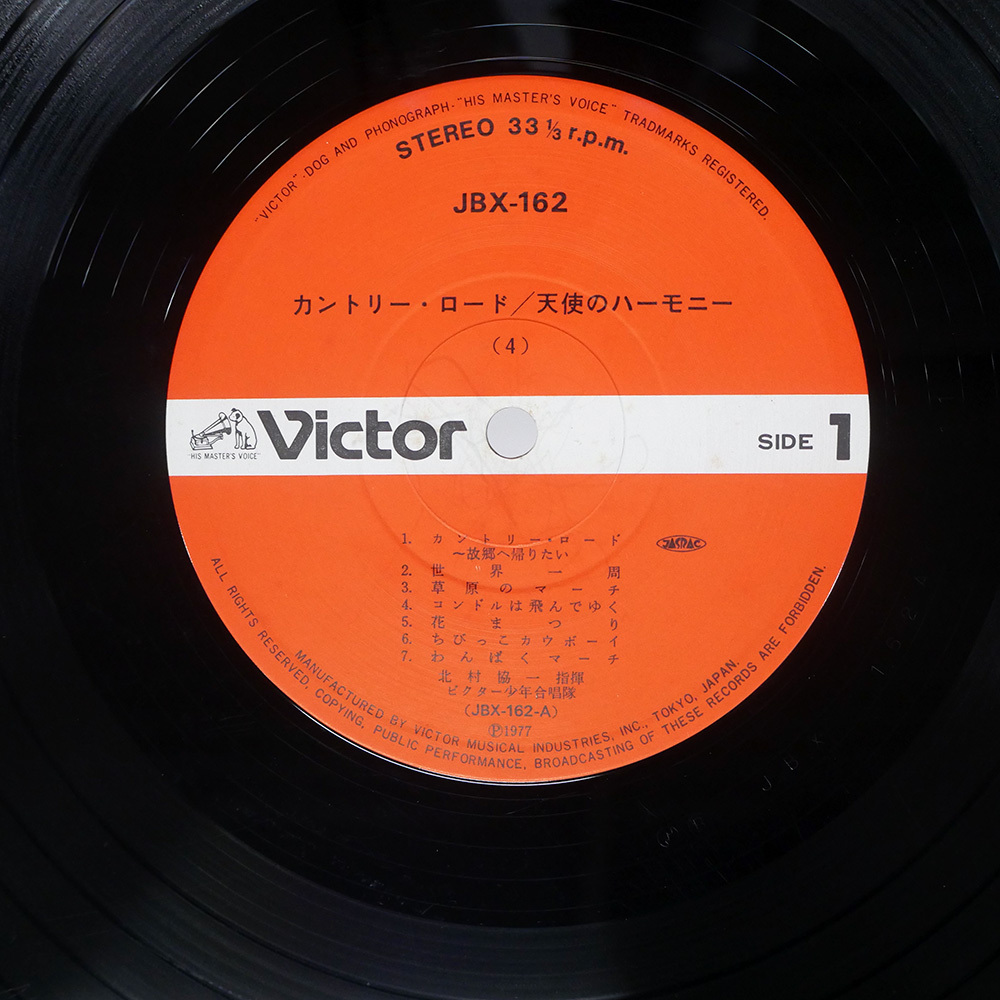 "VICTOR"·DOG AND PHONOGRAPH·"HIS MASTER'S VOICE" TRADMARKS REGISTERED.
STEREO 33 1/3 r.p.m.
JBX-162
カントリー・ロード／天使のハーモニー
(4)
"HIS MASTER'S VOICE"
Victor
SIDE 1
1. カントリー・ロード
～故郷へ帰りたい
JASRAC
2. 世界一周
3. 草原のマーチ
4. コンドルは飛んでゆく
5. 花まつり
6. ちびっこカウボーイ
7. わんぱくマーチ
北村協一指揮
ビクター少年合唱隊
(JBX-162-A)
Ⓟ1977
MANUFACTURED BY VICTOR MUSICAL INDUSTRIES, INC., TOKYO, JAPAN.
ALL RIGHTS RESERVED, COPYING, PUBLIC PERFORMANCE, BROADCASTING OF THESE RECORDS ARE FORBIDDEN.